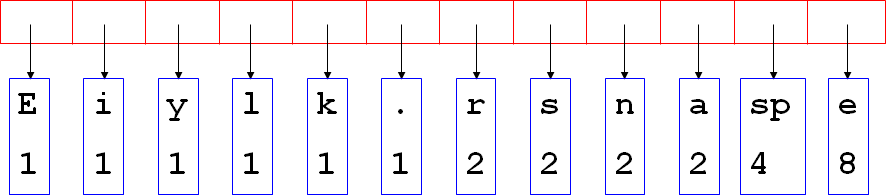 E i y l k . r s n a sp e
1 1 1 1 1 1 2 2 2 2 4 8